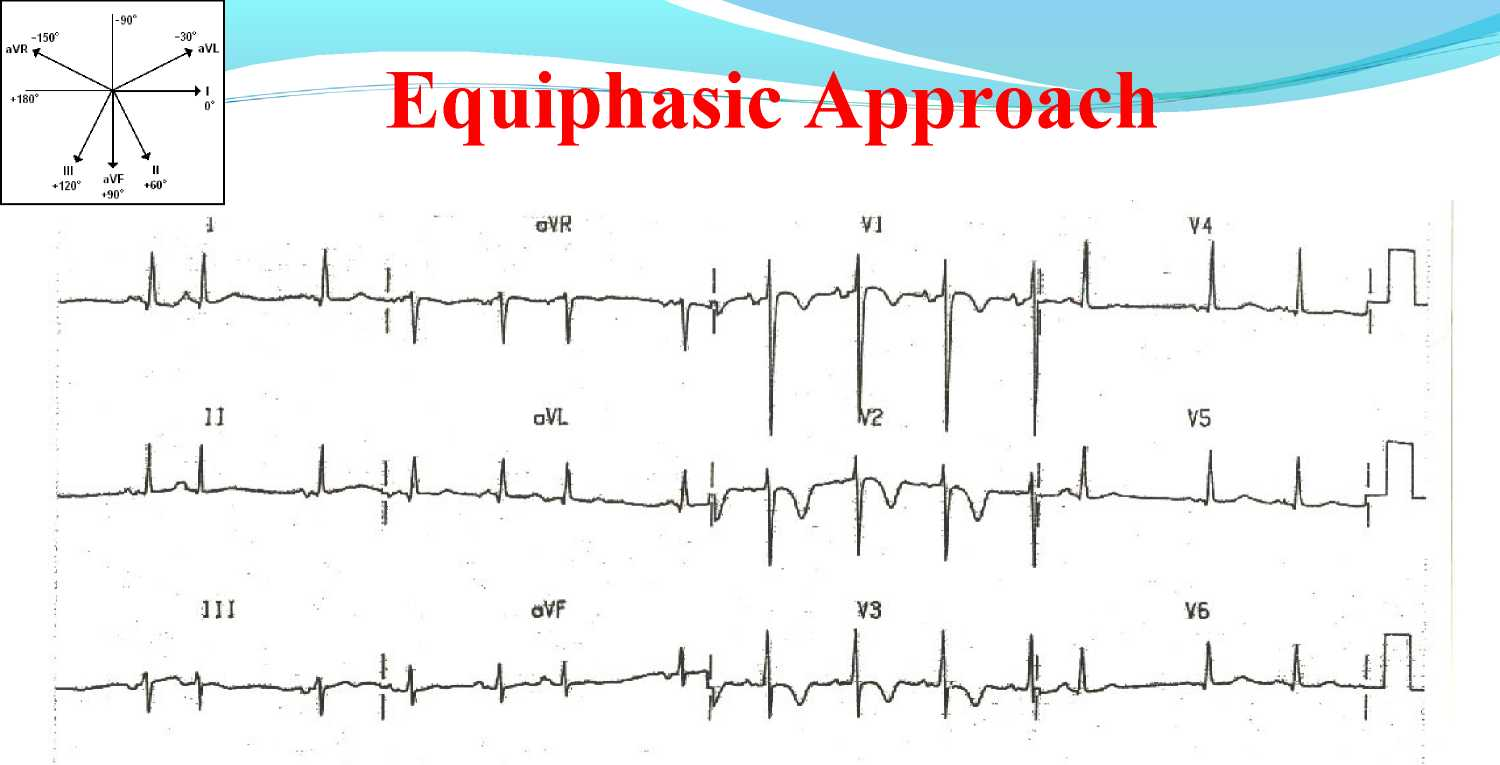 -90°
-150° -30°
aVR aVL
+180° I
0°
III aVF II
+120° +90° +60°
Equiphasic Approach
I aVR V1 V4
II aVL V2 V5
III aVF V3 V6